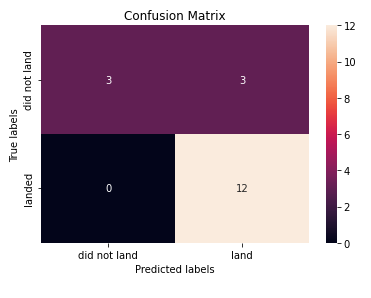 Confusion Matrix
True labels
did not land
landed
3 3
0 12
did not land land
Predicted labels
12
10
8
6
4
2
0